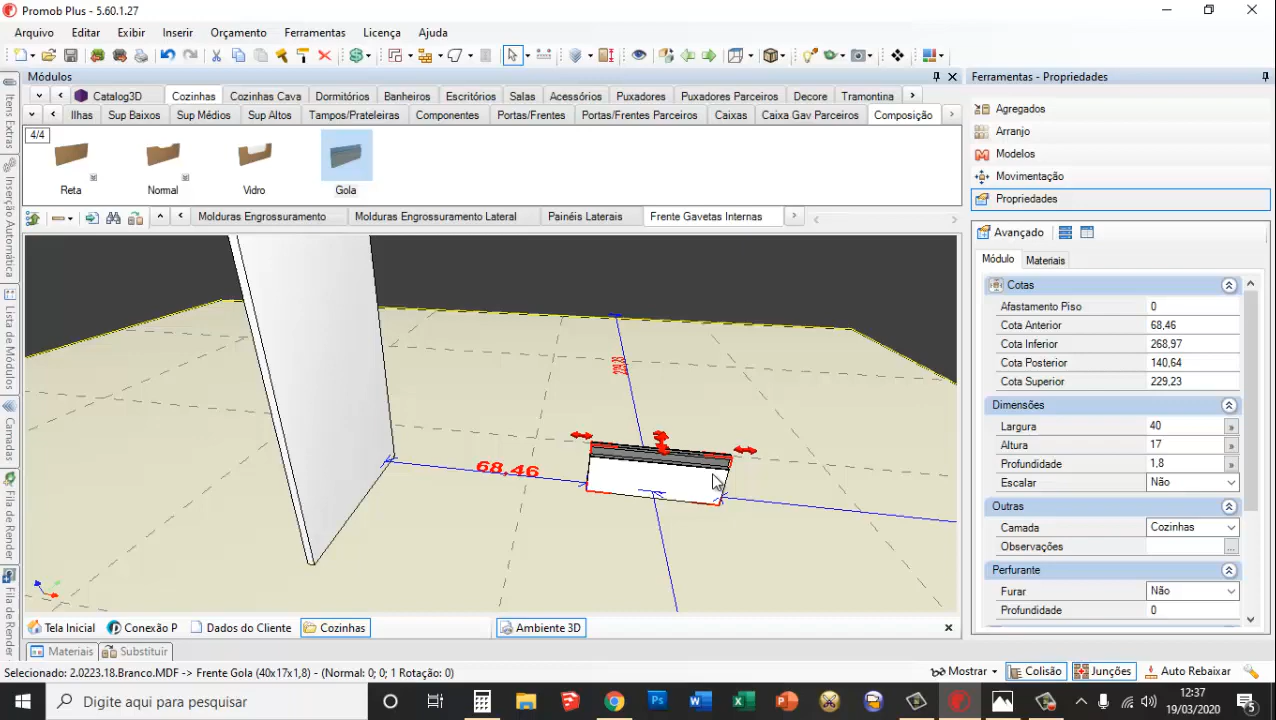 Promob Plus - 5.60.1.27
Arquivo Editar Exibir Inserir Orçamento Ferramentas Licença Ajuda
Módulos
Catalog3D Cozinhas Cozinhas Cava Dormitórios Banheiros Escritórios Salas Acessórios Puxadores Puxadores Parceiros Decore Tramontina
Ilhas Sup Baixos Sup Médios Sup Altos Tampos/Prateleiras Componentes Portas/Frentes Portas/Frentes Parceiros Caixas Caixa Gav Parceiros Composição
4/4
Reta Normal Vidro Gola
Molduras Engrossuramento Molduras Engrossuramento Lateral Painéis Laterais Frente Gavetas Internas
Itens Extras
Inserção Automática
Lista de Módulos
Camadas
Fila de Render
Fila de Render
229,23
68,46
Tela Inicial Conexão P Dados do Cliente Cozinhas Ambiente 3D
Materiais Substituir
Ferramentas - Propriedades
Agregados
Arranjo
Modelos
Movimentação
Propriedades
Avançado
Módulo Materiais
Cotas
Afastamento Piso 0
Cota Anterior 68,46
Cota Inferior 268,97
Cota Posterior 140,64
Cota Superior 229,23
Dimensões
Largura 40
Altura 17
Profundidade 1,8
Escalar Não
Outras
Camada Cozinhas
Observações
Perfurante
Furar Não
Profundidade 0
Selecionado: 2.0223.18.Branco.MDF -> Frente Gola (40x17x1,8) - (Normal: 0; 0; 1 Rotação: 0)
Mostrar Colisão Junções Auto Rebaixar
Digite aqui para pesquisar
12:37
19/03/2020
5